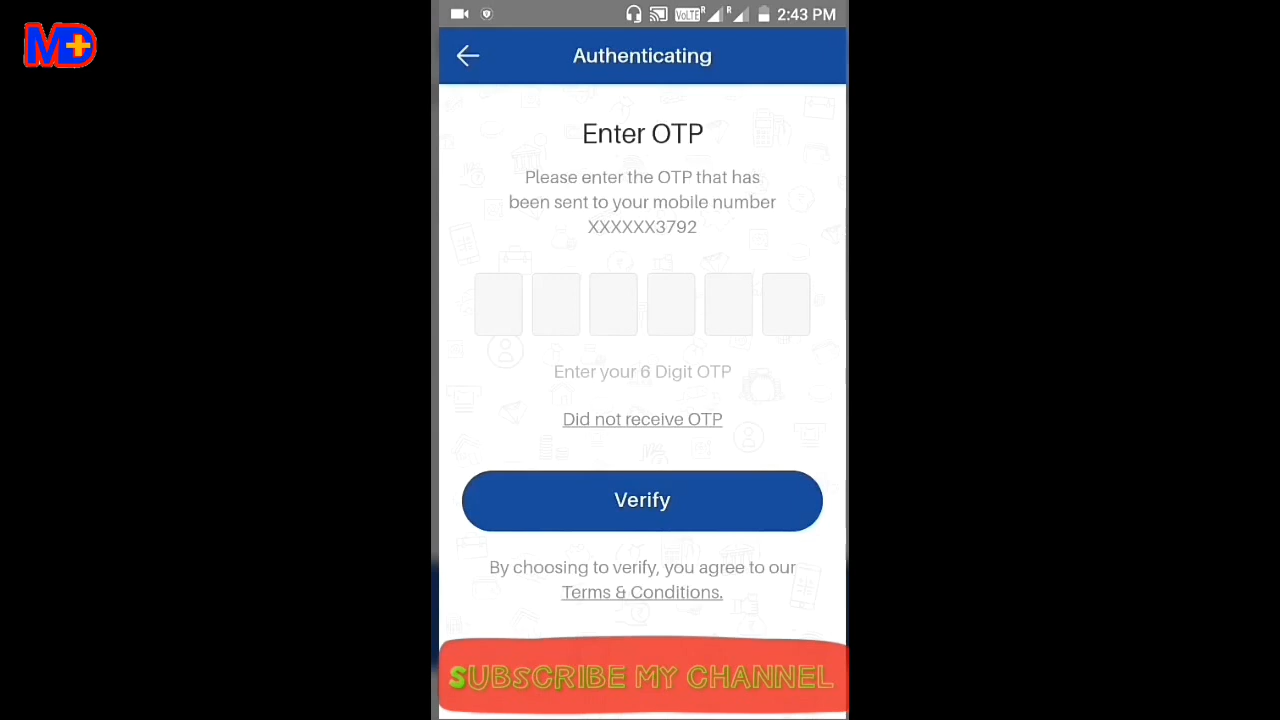 MD+
VoLTE R R 2:43 PM
Authenticating
Enter OTP
Please enter the OTP that has
been sent to your mobile number
XXXXXX3792
Enter your 6 Digit OTP
Did not receive OTP
Verify
By choosing to verify, you agree to our
Terms & Conditions.
SUBSCRIBE MY CHANNEL